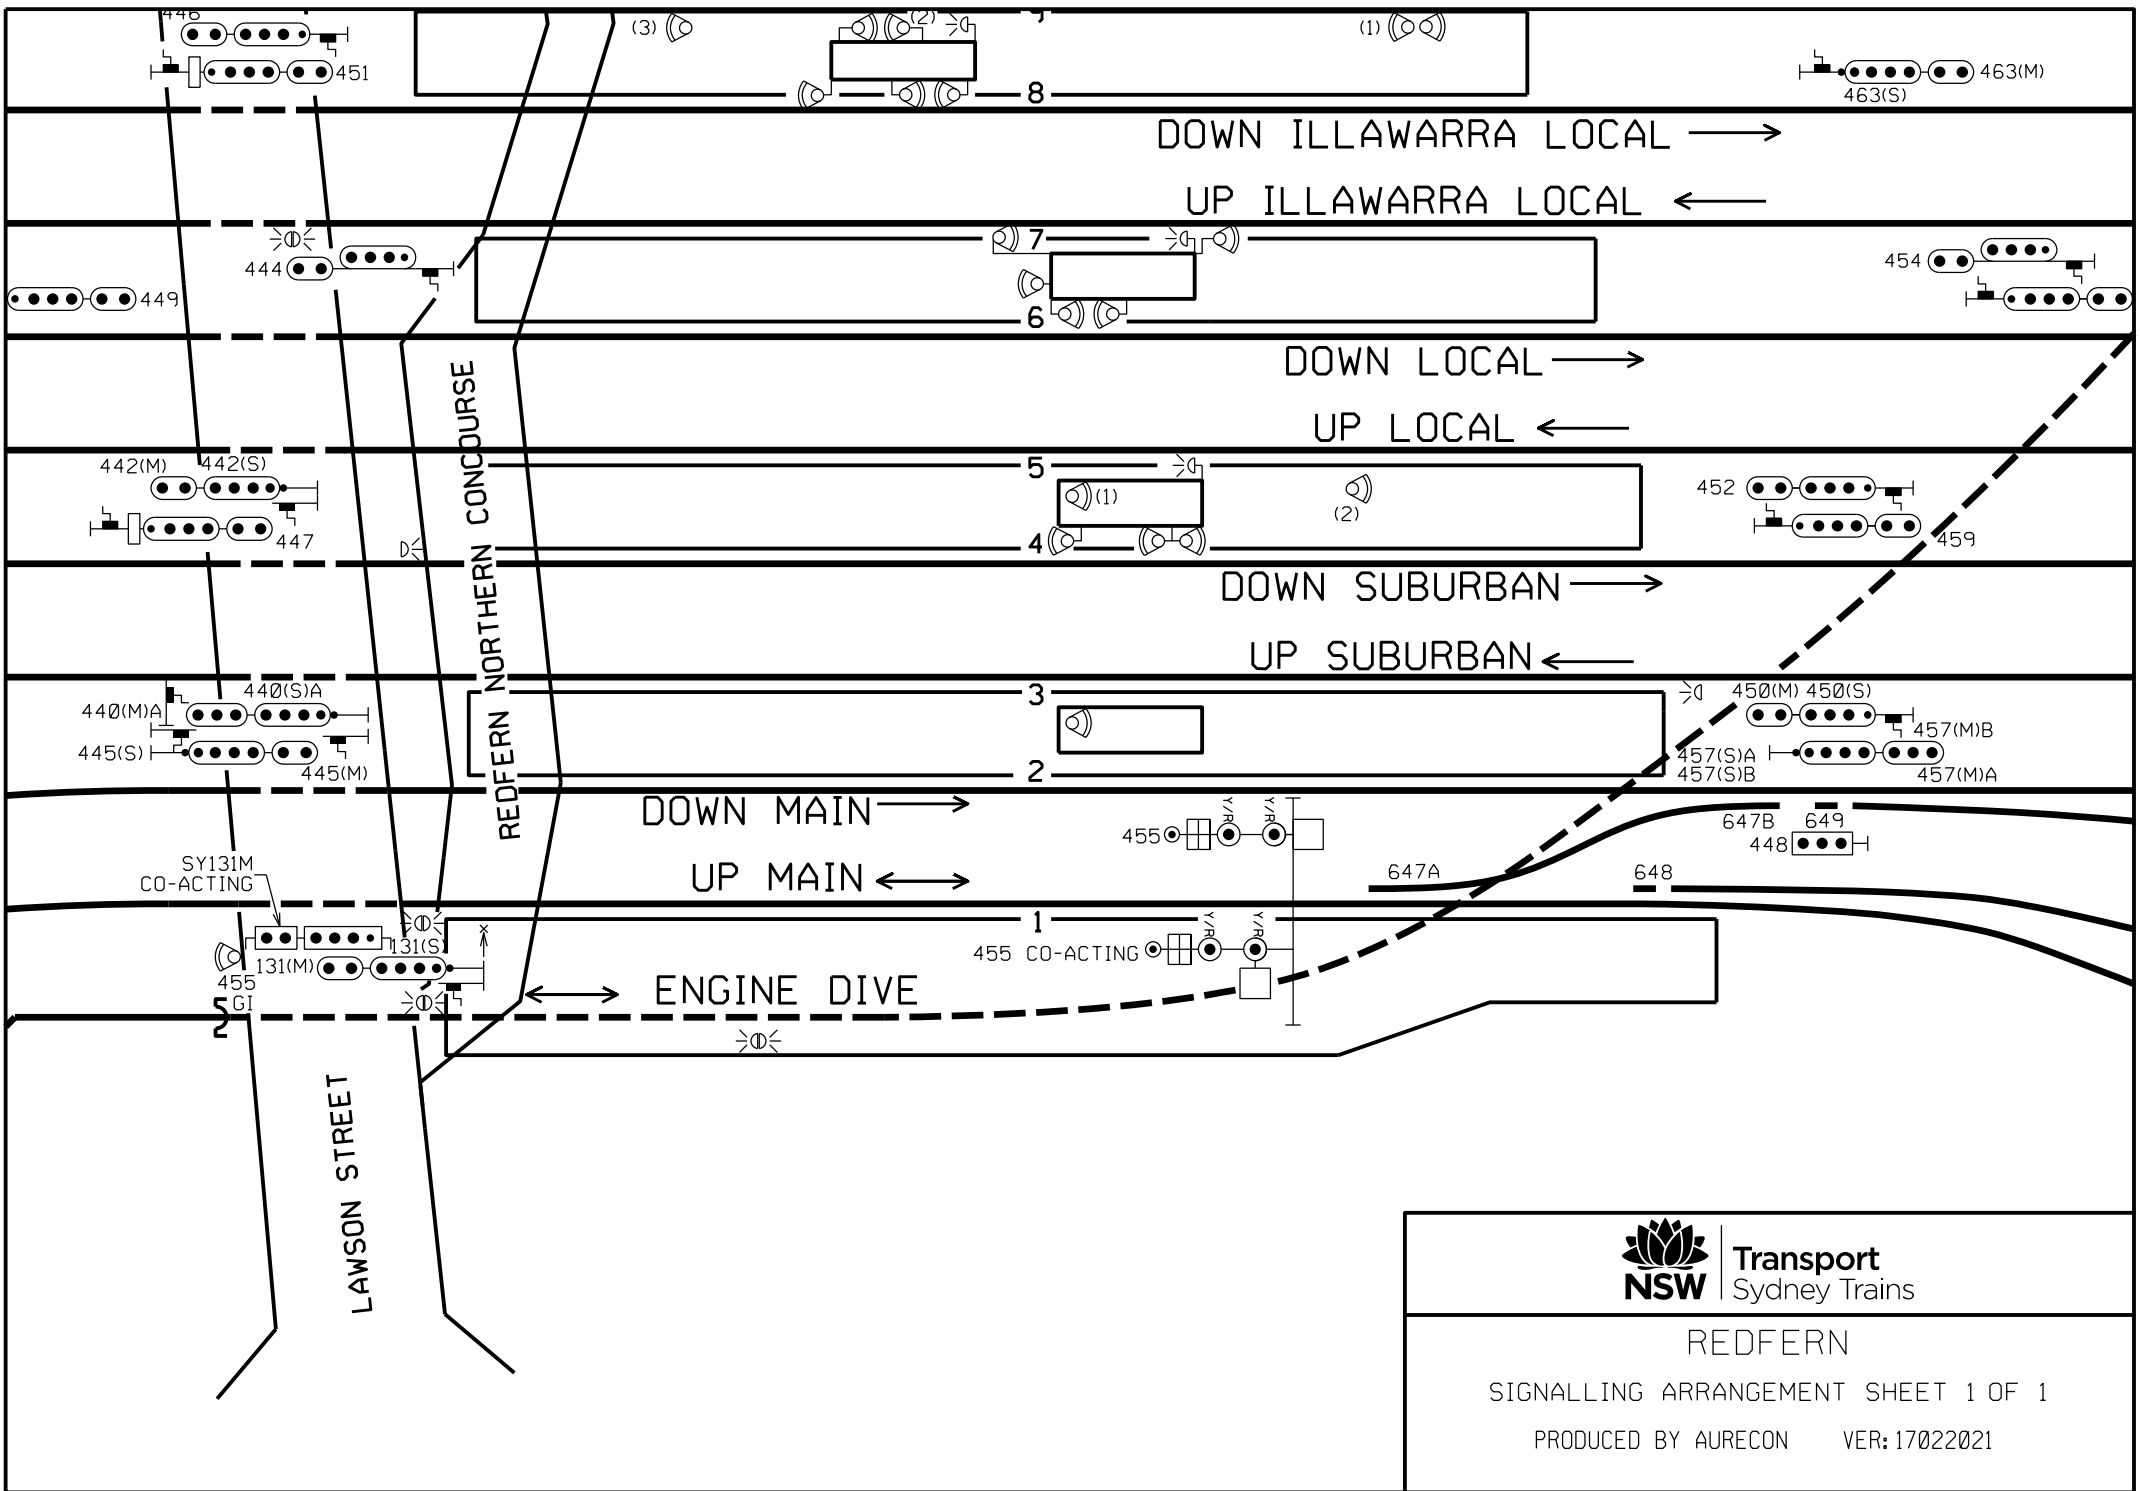 446
(3)
(2)
(1)
451
8
463(M)
463(S)
DOWN ILLAWARRA LOCAL
UP ILLAWARRA LOCAL
7
444
454
449
6
DOWN LOCAL
UP LOCAL
442(M)
442(S)
5
452
(1)
(2)
447
4
459
REDFERN NORTHERN CONCOURSE
DOWN SUBURBAN
UP SUBURBAN
440(S)A
3
450(M) 450(S)
440(M)A
457(M)B
445(S)
457(S)A
445(M)
2
457(S)B
457(M)A
DOWN MAIN
Y/R
Y/R
455
647B
649
448
SY131M
CO-ACTING
UP MAIN
647A
648
1
Y/R
Y/R
131(S)
455 CO-ACTING
131(M)
455
GI
ENGINE DIVE
LAWSON STREET
NSW
Transport
Sydney Trains
REDFERN
SIGNALLING ARRANGEMENT SHEET 1 OF 1
PRODUCED BY AURECON VER:17022021